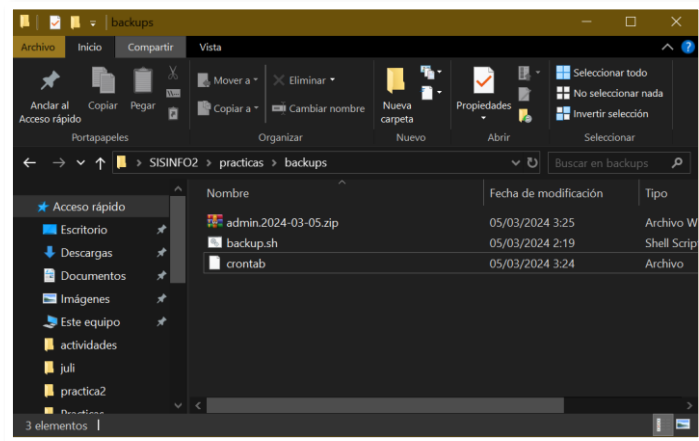 backups
Archivo Inicio Compartir Vista
Andar al Acceso rápido
Copiar
Pegar
Mover a
Copiar a
Eliminar
Cambiar nombre
Nueva carpeta
Propiedades
Seleccionar todo
No seleccionar nada
Invertir selección
Portapapeles Organizar Nuevo Abrir Seleccionar
SISINFO2 > practicas > backups
Buscar en backups
Nombre Fecha de modificación Tipo
Acceso rápido
Escritorio
Descargas
Documentos
Imágenes
Este equipo
actividades
juli
practica2
admin.2024-03-05.zip 05/03/2024 3:25 Archivo W
backup.sh 05/03/2024 2:19 Shell Scrip
crontab 05/03/2024 3:24 Archivo
3 elementos